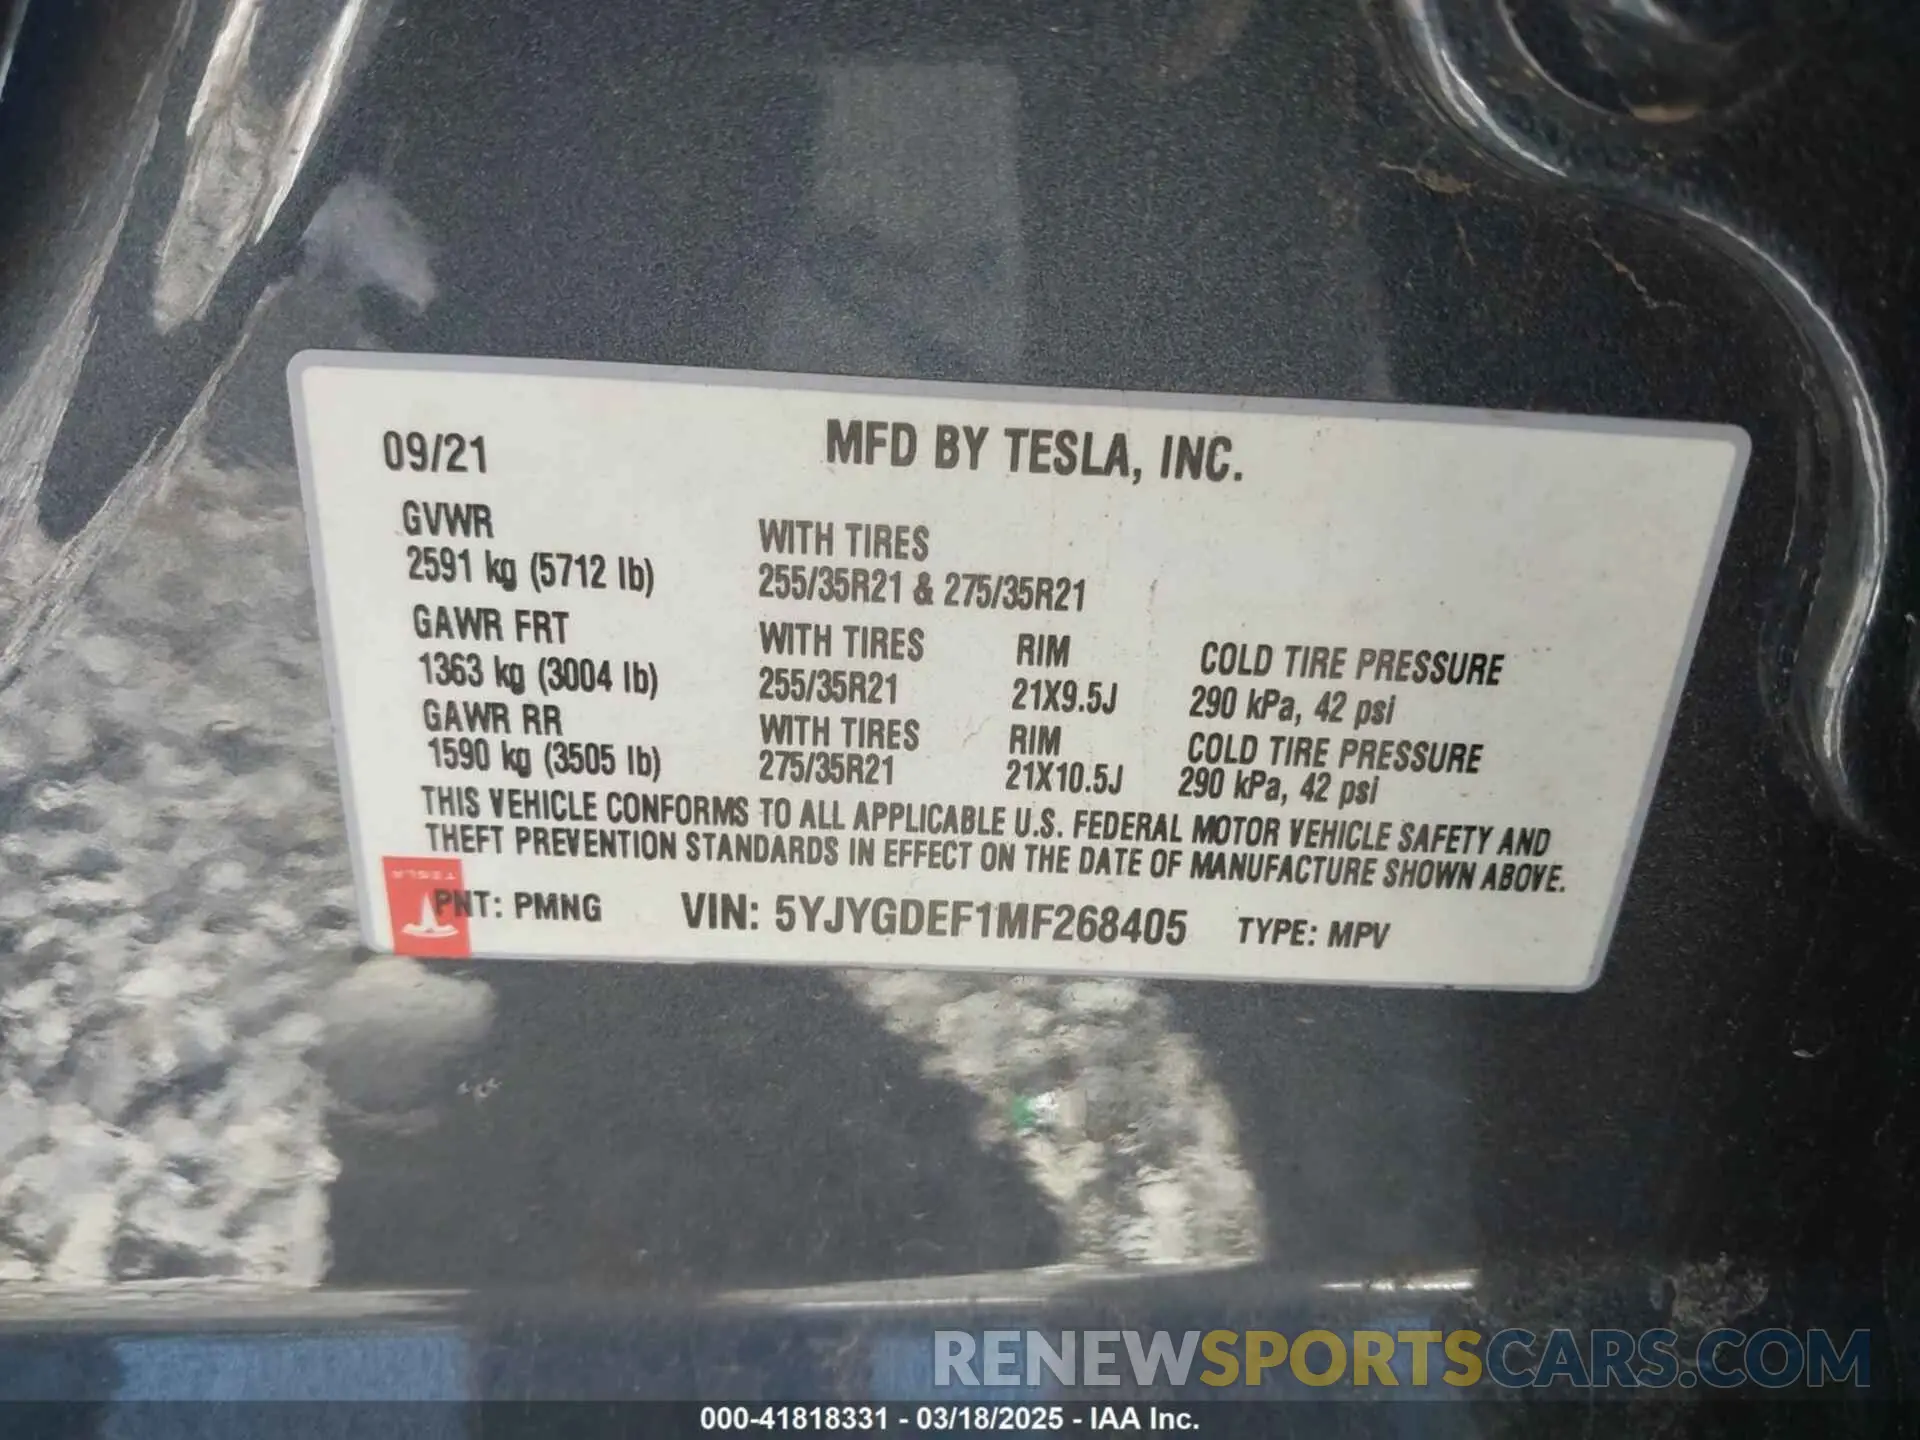 09/21 MFD BY TESLA, INC.
GVWR WITH TIRES
2591 kg (5712 lb) 255/35R21 & 275/35R21
GAWR FRT WITH TIRES RIM COLD TIRE PRESSURE
1363 kg (3004 lb) 255/35R21 21X9.5J 290 kPa, 42 psi
GAWR RR WITH TIRES RIM COLD TIRE PRESSURE
1590 kg (3505 lb) 275/35R21 21X10.5J 290 kPa, 42 psi
THIS VEHICLE CONFORMS TO ALL APPLICABLE U.S. FEDERAL MOTOR VEHICLE SAFETY AND
THEFT PREVENTION STANDARDS IN EFFECT ON THE DATE OF MANUFACTURE SHOWN ABOVE.
TESLA
PNT: PMNG VIN: 5YJYGDEF1MF268405 TYPE: MPV
RENEWSPORTSCARS.COM
000-41818331 - 03/18/2025 - IAA Inc.